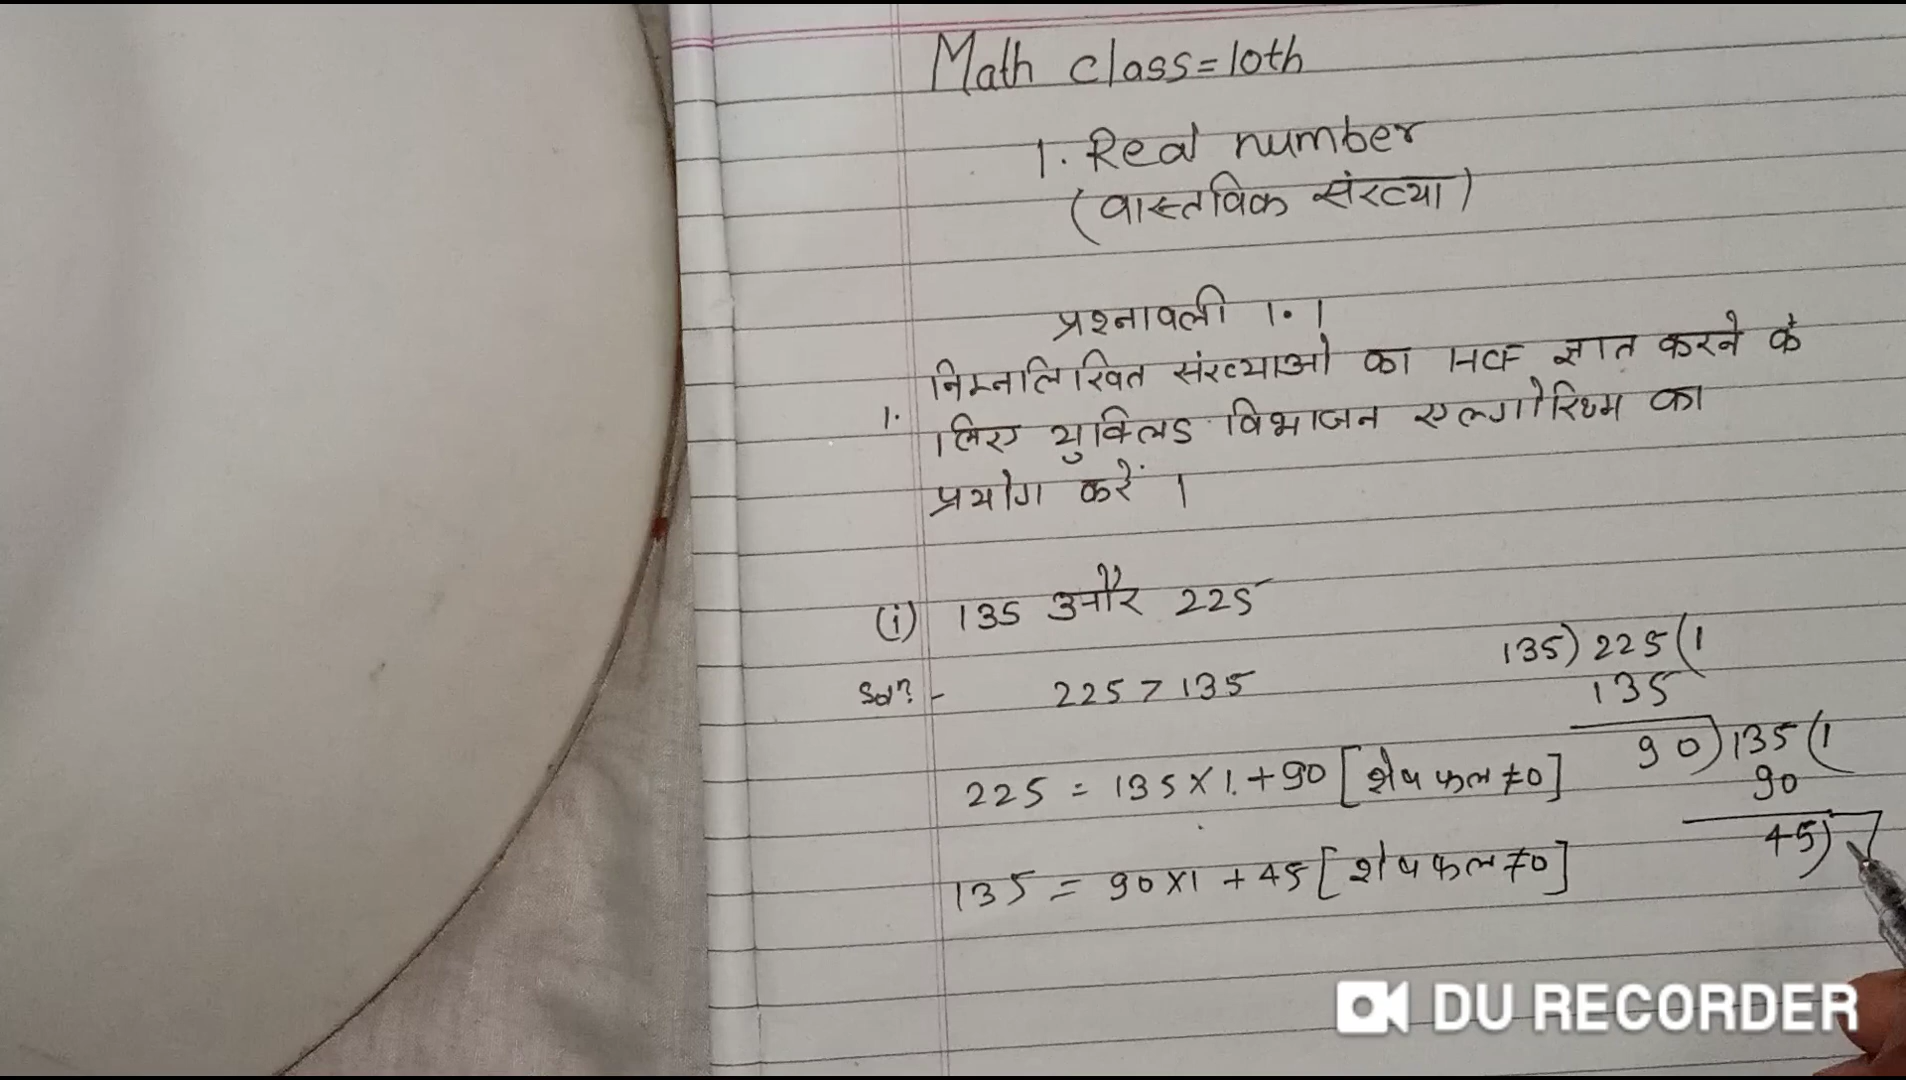 Math class=10th
1. Real number
(वास्तविक संख्या)
प्रश्नावली 1.1
1. निम्नलिखित संख्याओ का HCF ज्ञात करने के
लिए युक्लिड विभाजन एल्गोरिथ्म का
प्रयोग करें ।
(i) 135 और 225
Solⁿ:- 225 > 135
135) 225 (1
135
225 = 135 × 1 + 90 [शेषफल ≠ 0]
90) 135 (1
90
135 = 90 × 1 + 45 [शेषफल ≠ 0]
45)
DU RECORDER